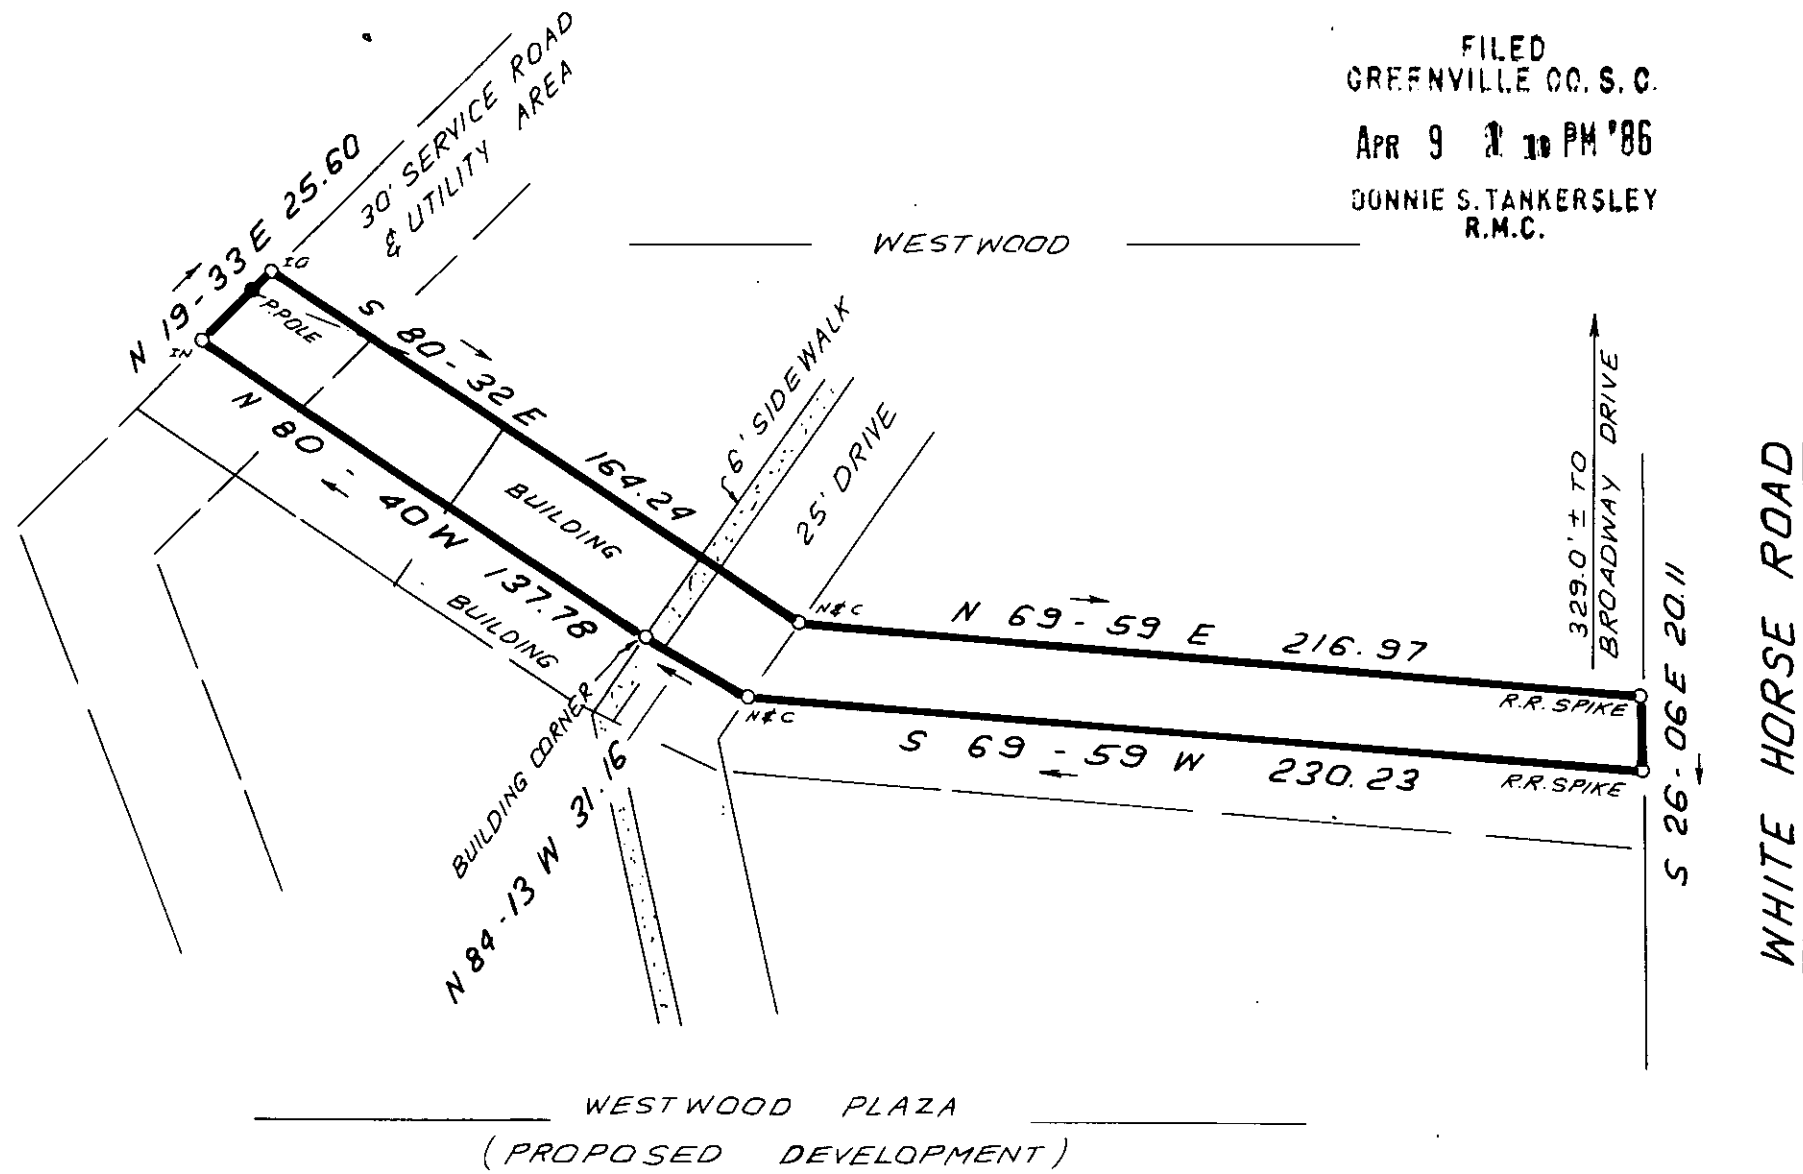 FILED
GREENVILLE CO. S. C.
APR 9 PM '86
DONNIE S. TANKERSLEY
R.M.C.
30' SERVICE ROAD
& UTILITY AREA
WESTWOOD
N 19-33 E 25.60
IO
P.POLE
IN
S 80-32 E 164.24
N 80-40 W 137.78
6' SIDEWALK
25' DRIVE
BUILDING
BUILDING
329.0' ± TO
BROADWAY DRIVE
N&C
N 69-59 E 216.97
R.R. SPIKE
N&C
S 69-59 W 230.23
R.R. SPIKE
S 26-06 E 20.11
WHITE HORSE ROAD
BUILDING CORNER
N 84-13 W 31.16
WESTWOOD PLAZA
(PROPOSED DEVELOPMENT)